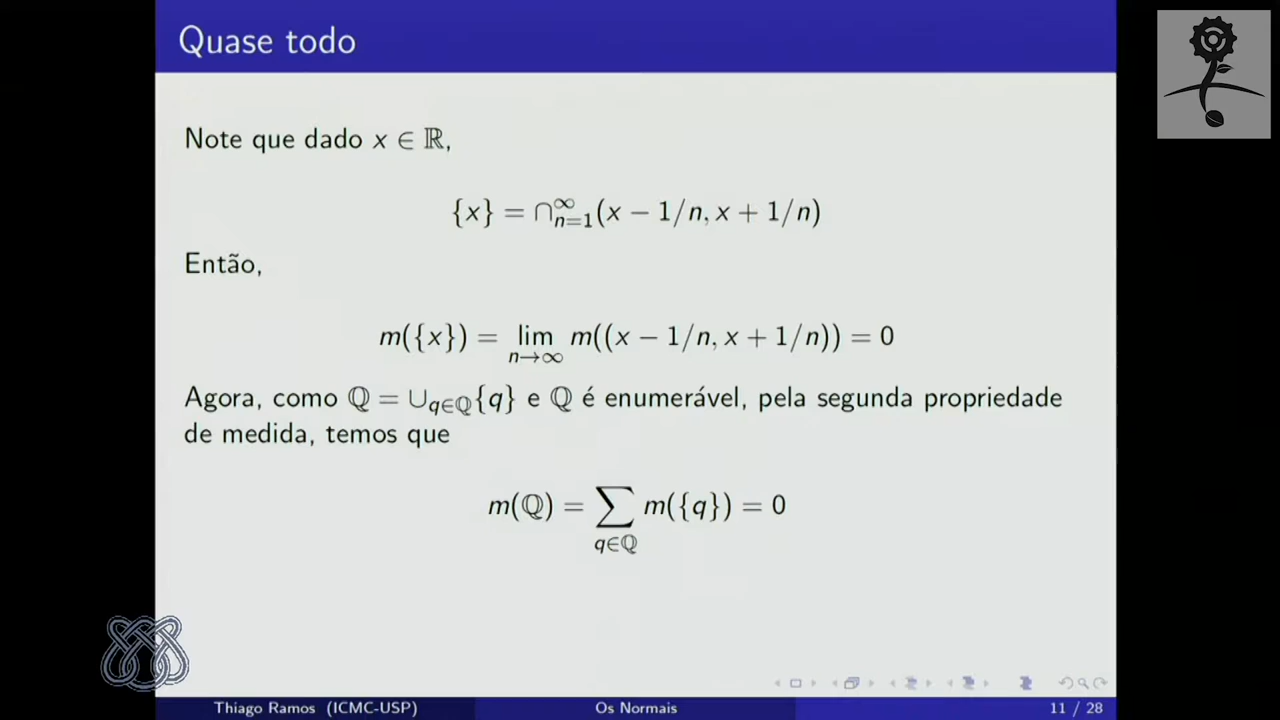 Quase todo
Note que dado x ∈ ℝ,
{x} = ∩_{n=1}^∞ (x − 1/n, x + 1/n)
Então,
m({x}) = lim_{n→∞} m((x − 1/n, x + 1/n)) = 0
Agora, como ℚ = ∪_{q∈ℚ}{q} e ℚ é enumerável, pela segunda propriedade
de medida, temos que
m(ℚ) = ∑_{q∈ℚ} m({q}) = 0
Thiago Ramos (ICMC-USP) Os Normais 11 / 28